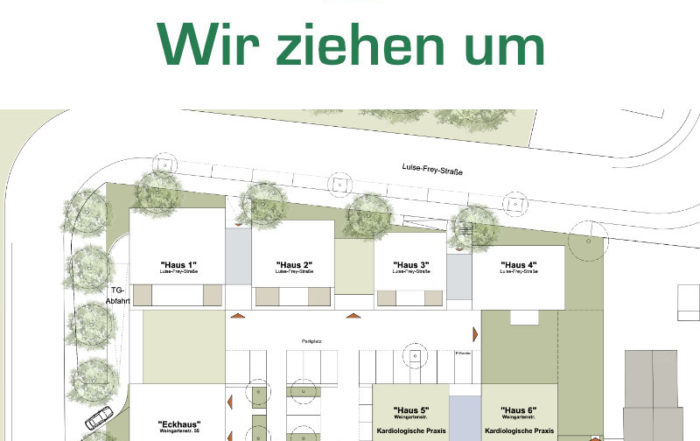 Wir ziehen um
Luise-Frey-Straße
"Haus 1"
Luise-Frey-Straße
"Haus 2"
Luise-Frey-Straße
"Haus 3"
Luise-Frey-Straße
"Haus 4"
Luise-Frey-Straße
TG-
Abfahrt
Parkplatz
"Eckhaus"
Weingartenstr.
"Haus 5"
Weingartenstr.
Kardiologische Praxis
"Haus 6"
Weingartenstr.
Kardiologische Praxis